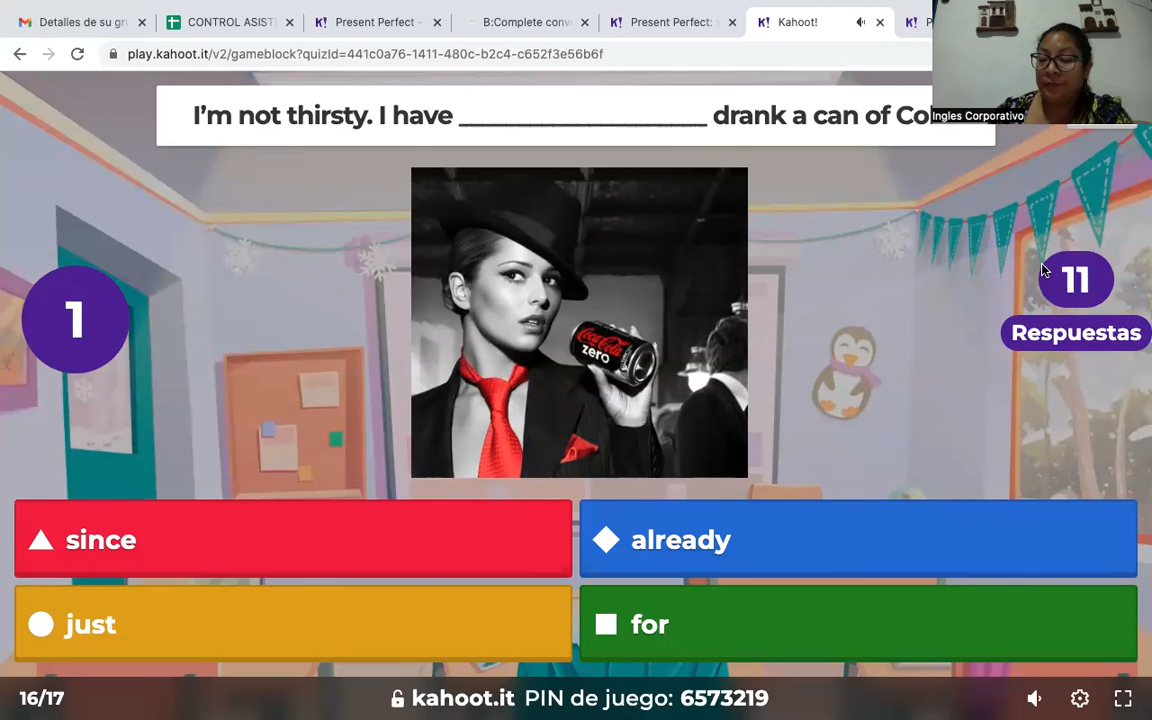 Detalles de su gru
CONTROL ASIST
Present Perfect -
B:Complete conv
Present Perfect: s
Kahoot!
P
play.kahoot.it/v2/gameblock?quizId=441c0a76-1411-480c-b2c4-c652f3e56b6f
Ingles Corporativo
I'm not thirsty. I have ____________________ drank a can of Co
Coca-Cola
zero
1
11
Respuestas
since
already
just
for
16/17
kahoot.it PIN de juego: 6573219